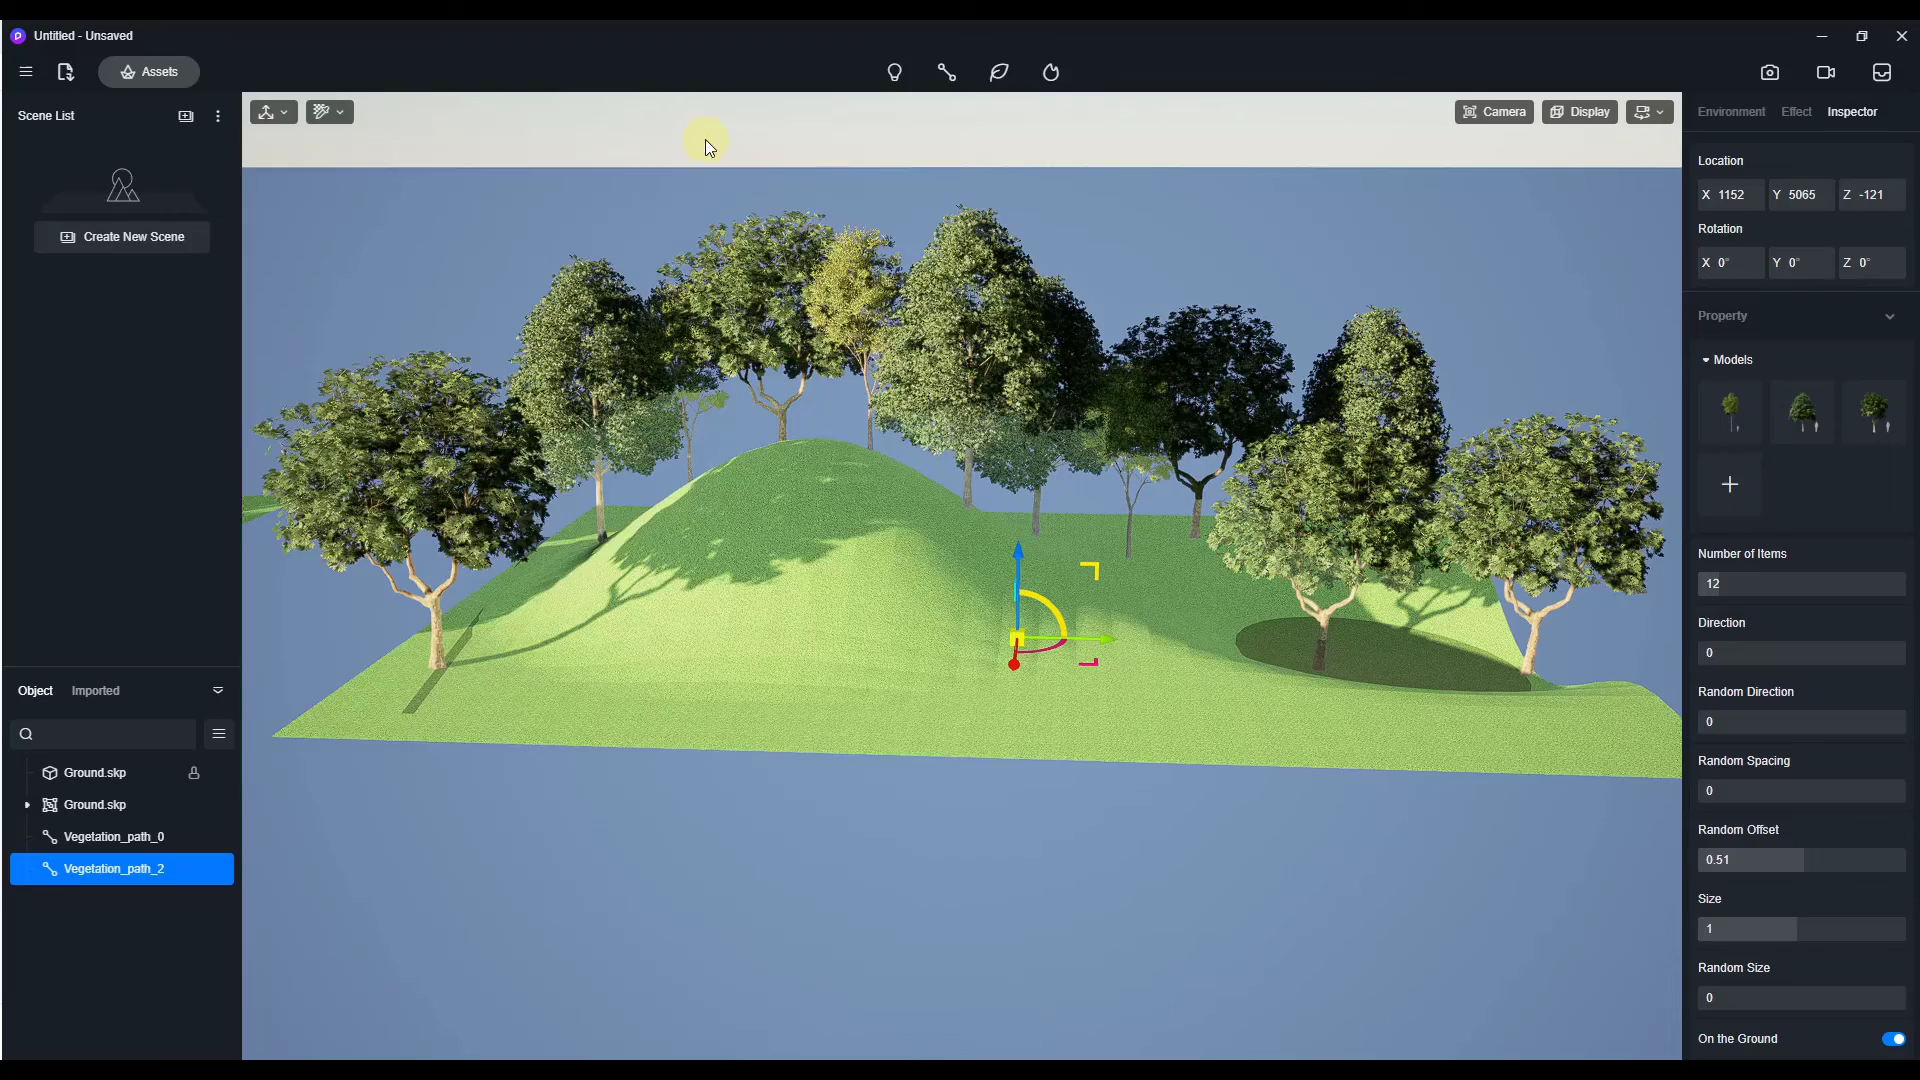 Untitled - Unsaved
Assets
Scene List
Camera
Display
Environment Effect Inspector
Create New Scene
Location
X 1152 Y 5065 Z -121
Rotation
X 0° Y 0° Z 0°
Property
Models
Number of Items
12
Direction
0
Random Direction
0
Random Spacing
0
Random Offset
0.51
Size
1
Random Size
0
On the Ground
Object Imported
Ground.skp
Ground.skp
Vegetation_path_0
Vegetation_path_2